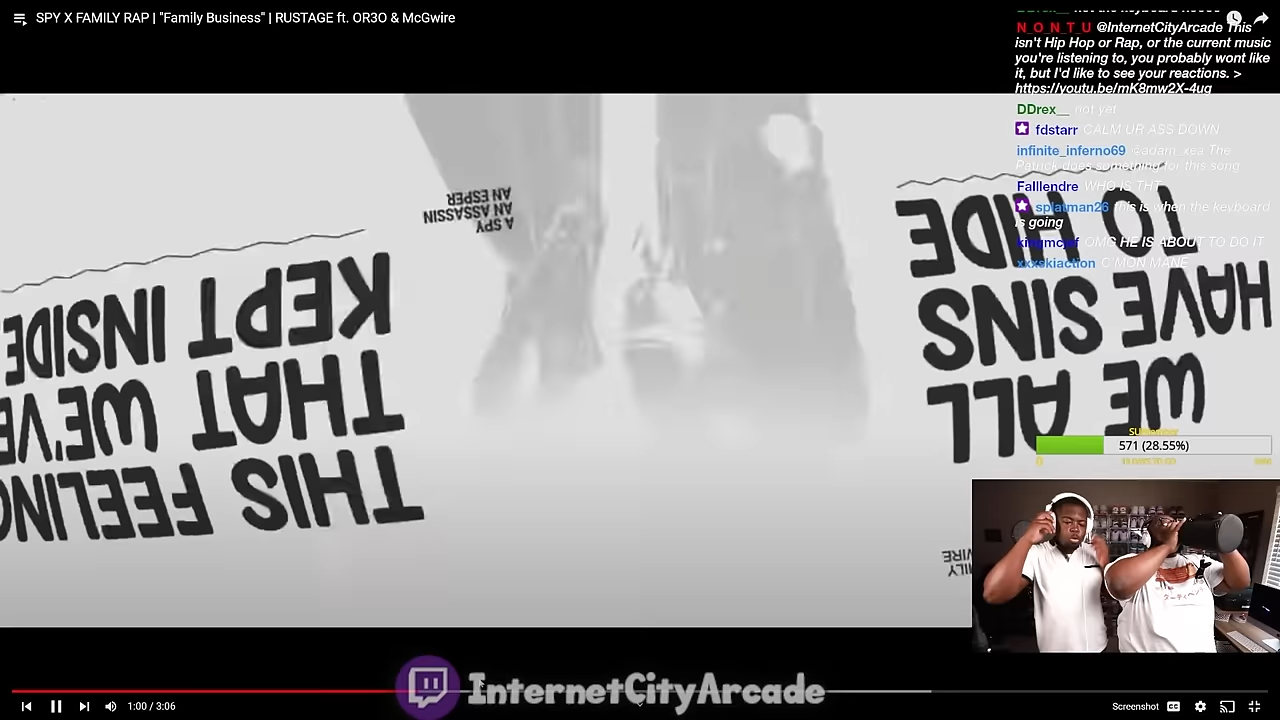 SPY X FAMILY RAP | "Family Business" | RUSTAGE ft. OR3O & McGwire
N_O_N_T_U @InternetCityArcade This
isn't Hip Hop or Rap, or the current music
you're listening to, you probably wont like
it, but I'd like to see your reactions. >
https://youtu.be/mK8mw2X-4ug
DDrex__ not yet
fdstarr CALM UR ASS DOWN
infinite_inferno69 @adam_xea The
Patrick does something for this song
Falllendre WHO IS THT
splatman26 this is when the keyboard
is going
OMG HE IS ABOUT TO DO IT
xxxskiaction C'MON MANE
A SPY
AN ASSASSIN
AN ESPER
THIS FEELING
THAT WE'VE
KEPT INSIDE
WE ALL
HAVE SINS
TO HIDE
571 (28.55%)
InternetCityArcade
1:00 / 3:06
Screenshot